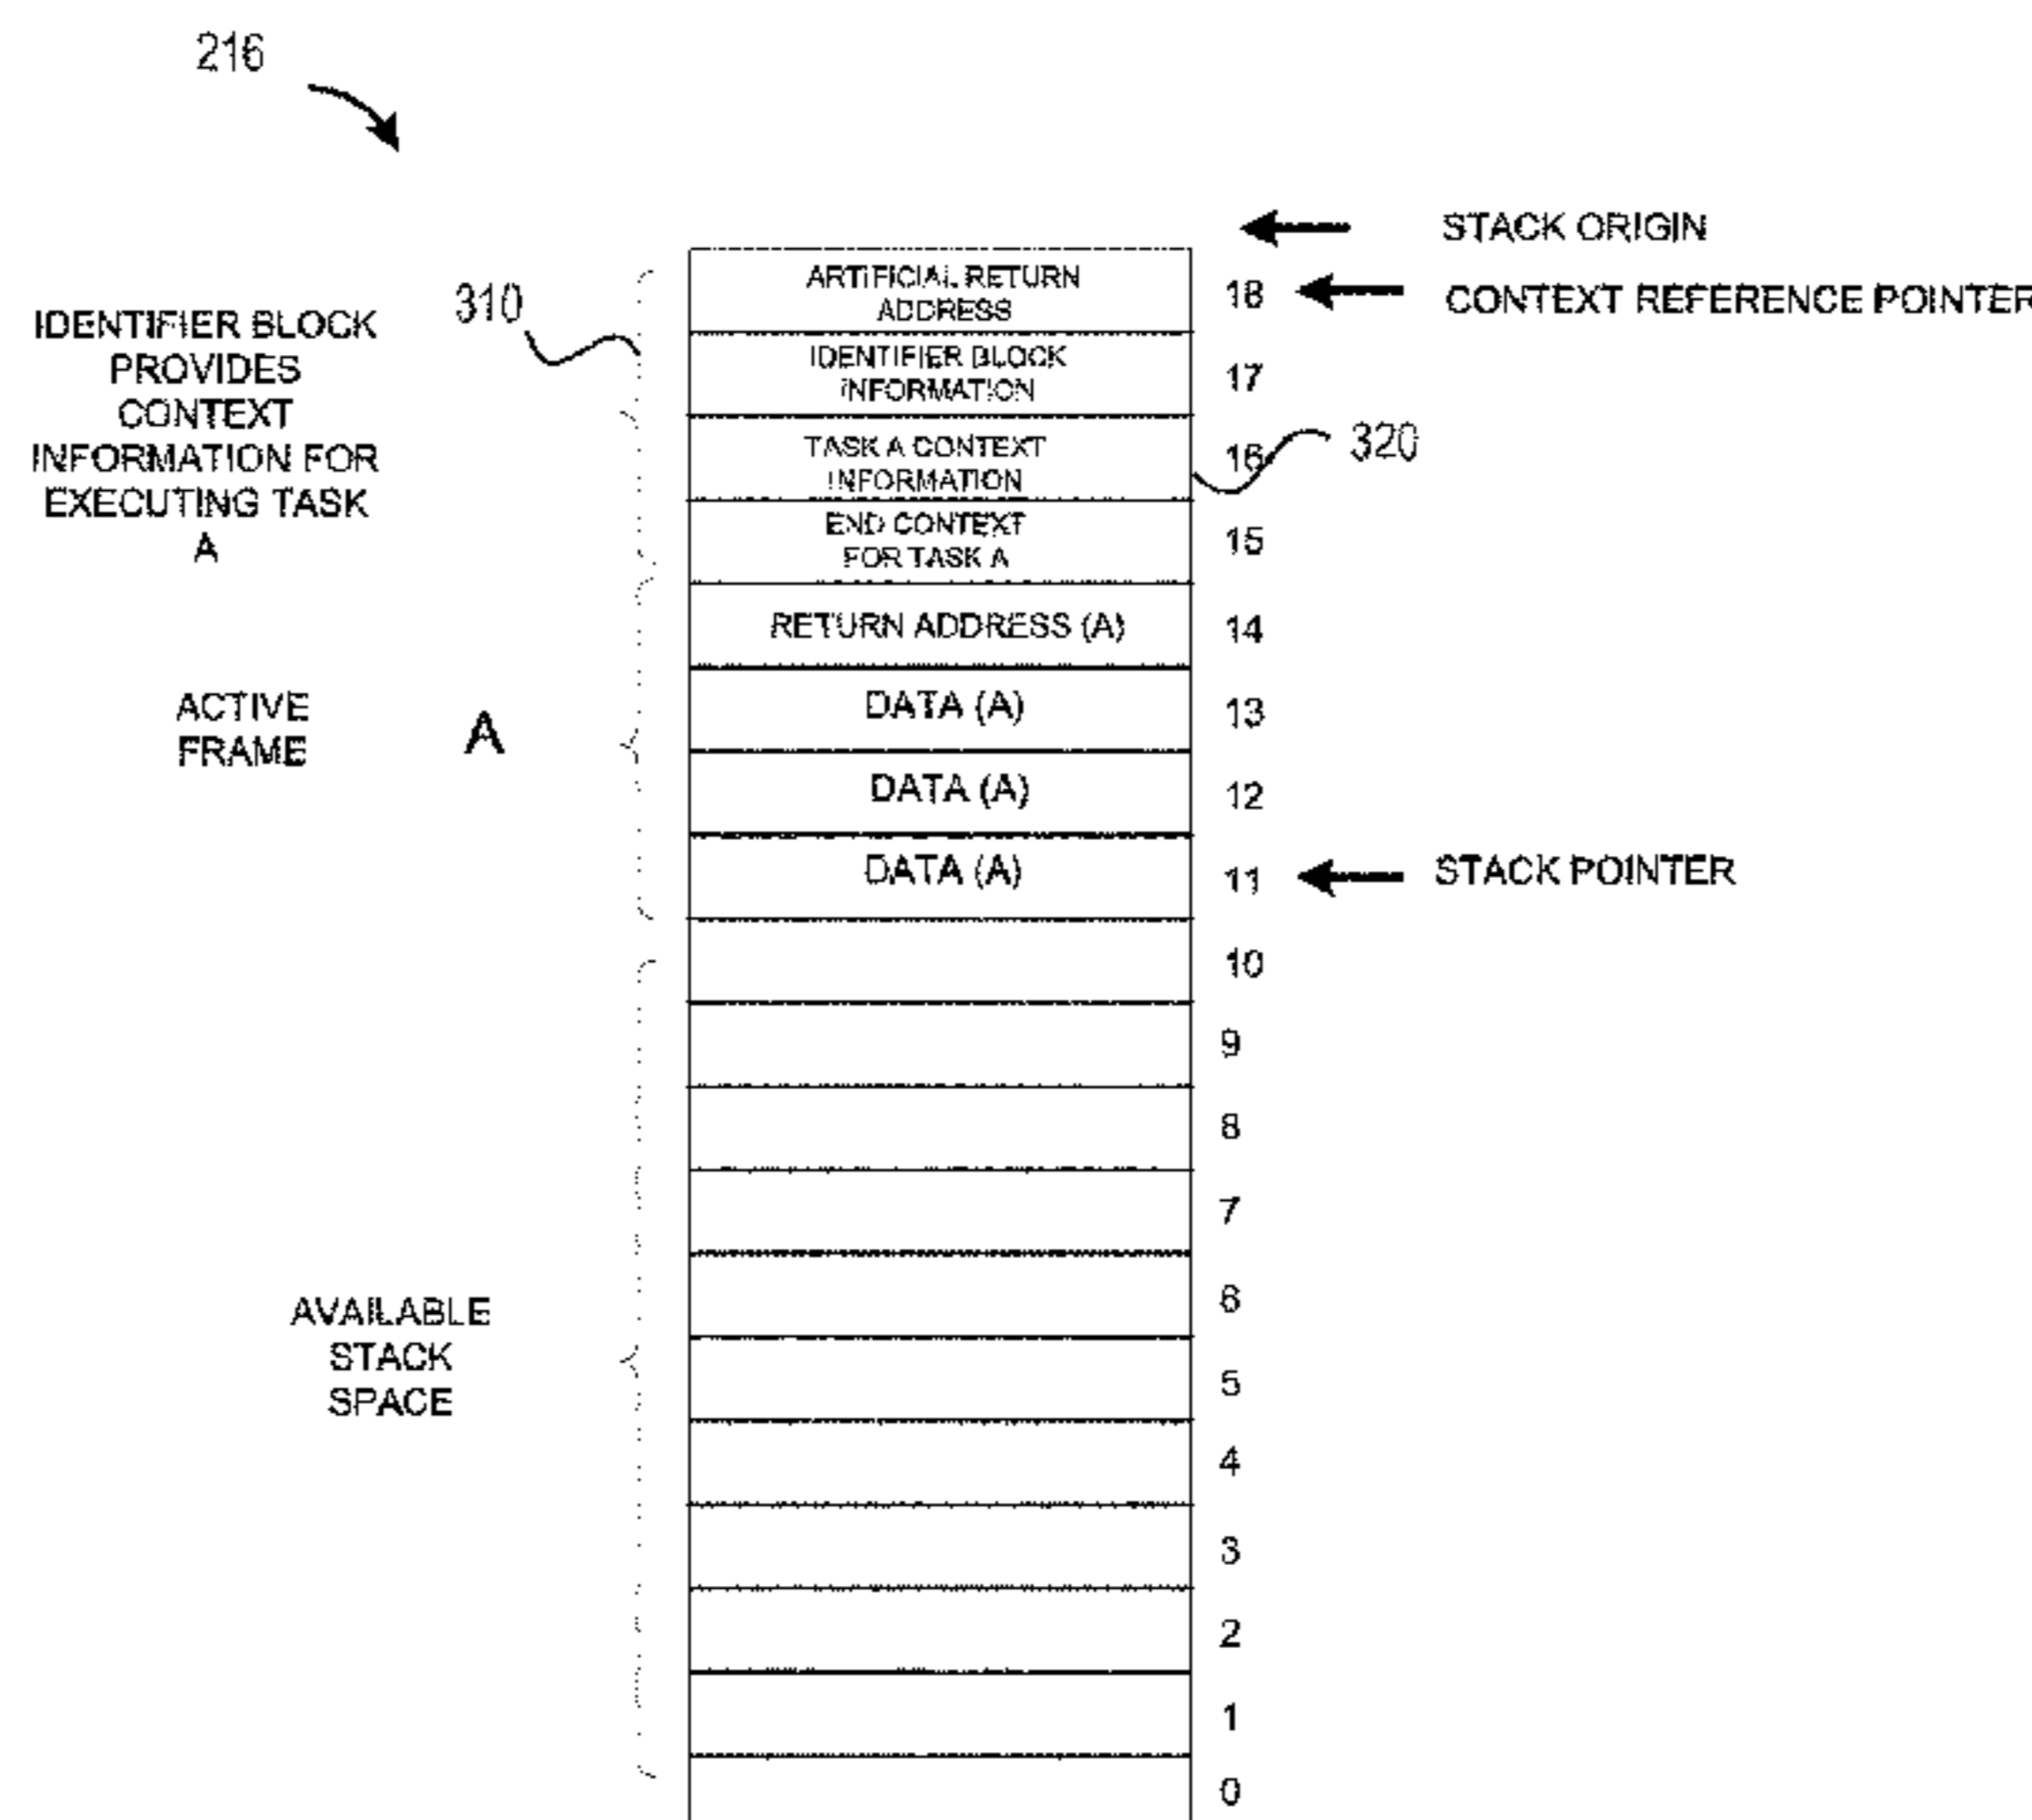 216
STACK ORIGIN
ARTIFICIAL RETURN
ADDRESS
18
CONTEXT REFERENCE POINTER
310
IDENTIFIER BLOCK
PROVIDES
CONTEXT
INFORMATION FOR
EXECUTING TASK
A
IDENTIFIER BLOCK
INFORMATION
17
TASK A CONTEXT
INFORMATION
16
320
END CONTEXT
FOR TASK A
15
RETURN ADDRESS (A)
14
ACTIVE
FRAME
A
DATA (A)
13
DATA (A)
12
DATA (A)
11
STACK POINTER
10
9
8
7
6
AVAILABLE
STACK
SPACE
5
4
3
2
1
0